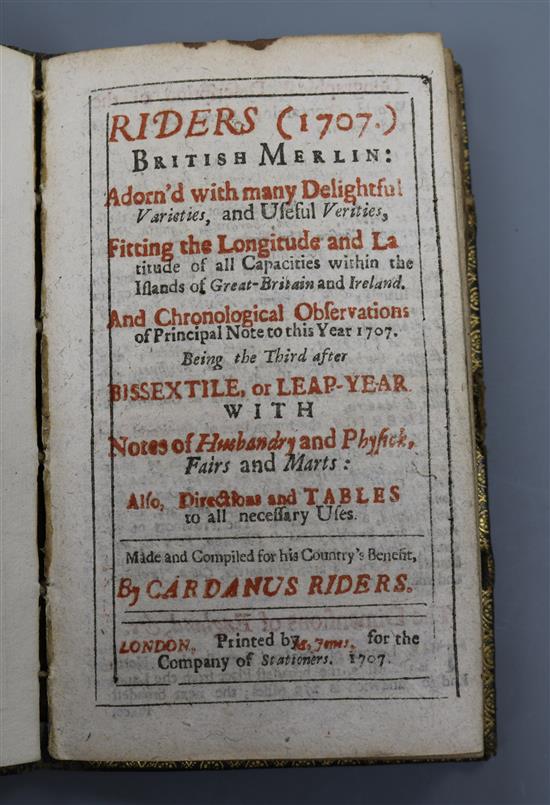 RIDERS (1707.)
BRITISH MERLIN:
Adorn'd with many Delightful
Varieties, and Uſeful Verities,
Fitting the Longitude and La
titude of all Capacities within the
Iſlands of Great-Britain and Ireland.
And Chronological Obſervations
of Principal Note to this Year 1707.
Being the Third after
BISSEXTILE, or LEAP-YEAR
WITH
Notes of Husbandry and Phyſick,
Fairs and Marts:
Alſo, Directions and TABLES
to all neceſſary Uſes.
Made and Compiled for his Country's Benefit,
By CARDANUS RIDERS.
LONDON, Printed by for the
Company of Stationers. 1707.